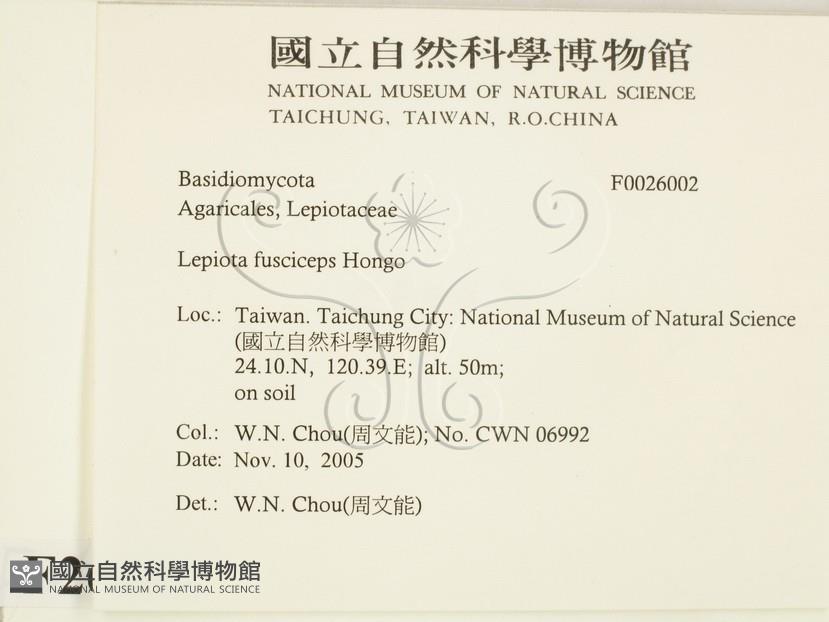 國立自然科學博物館
NATIONAL MUSEUM OF NATURAL SCIENCE
TAICHUNG, TAIWAN, R.O.CHINA
Basidiomycota F0026002
Agaricales, Lepiotaceae
Lepiota fusciceps Hongo
Loc.: Taiwan. Taichung City: National Museum of Natural Science
(國立自然科學博物館)
24.10.N, 120.39.E; alt. 50m;
on soil
Col.: W.N. Chou(周文能); No. CWN 06992
Date: Nov. 10, 2005
Det.: W.N. Chou(周文能)
國立自然科學博物館
NATIONAL MUSEUM OF NATURAL SCIENCE